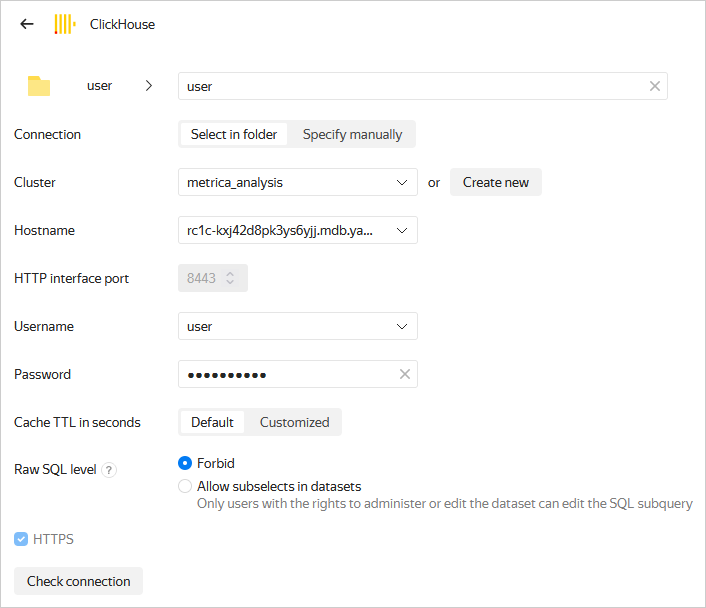 ClickHouse
user
user
Connection
Select in folder
Specify manually
Cluster
metrica_analysis
or
Create new
Hostname
rc1c-kxj42d8pk3ys6yjj.mdb.ya...
HTTP interface port
8443
Username
user
Password
●●●●●●●●●●
Cache TTL in seconds
Default
Customized
Raw SQL level ?
Forbid
Allow subselects in datasets
Only users with the rights to administer or edit the dataset can edit the SQL subquery
HTTPS
Check connection